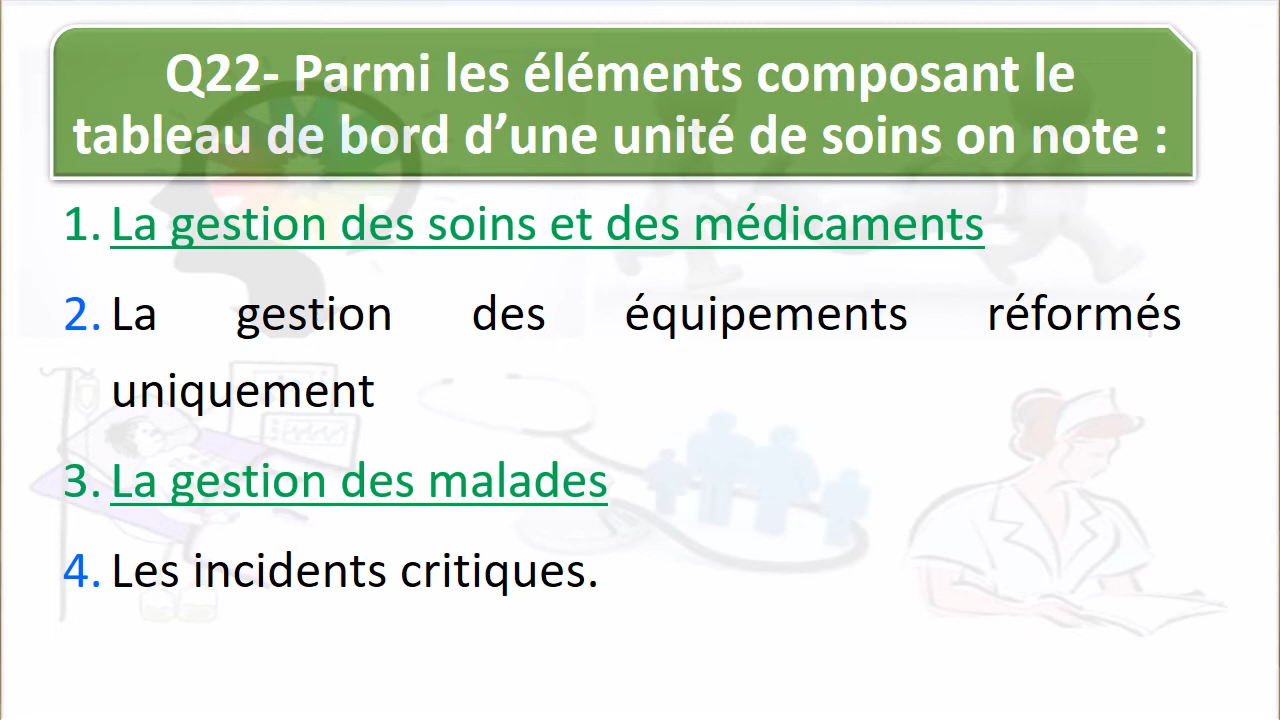 Q22- Parmi les éléments composant le
tableau de bord d’une unité de soins on note :
1. La gestion des soins et des médicaments
2. La gestion des équipements réformés
uniquement
3. La gestion des malades
4. Les incidents critiques.